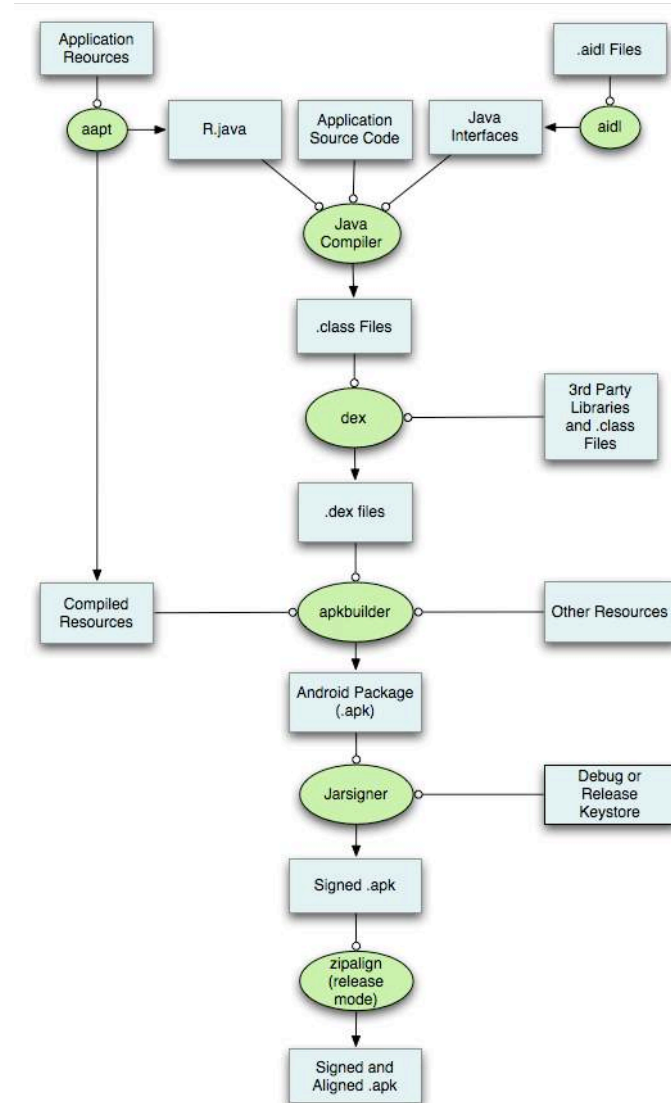 Application
Reources
.aidl Files
aapt
R.java
Application
Source Code
Java
Interfaces
aidl
Java
Compiler
.class Files
dex
3rd Party
Libraries
and .class
Files
.dex files
Compiled
Resources
apkbuilder
Other Resources
Android Package
(.apk)
Jarsigner
Debug or
Release
Keystore
Signed .apk
zipalign
(release
mode)
Signed and
Aligned .apk